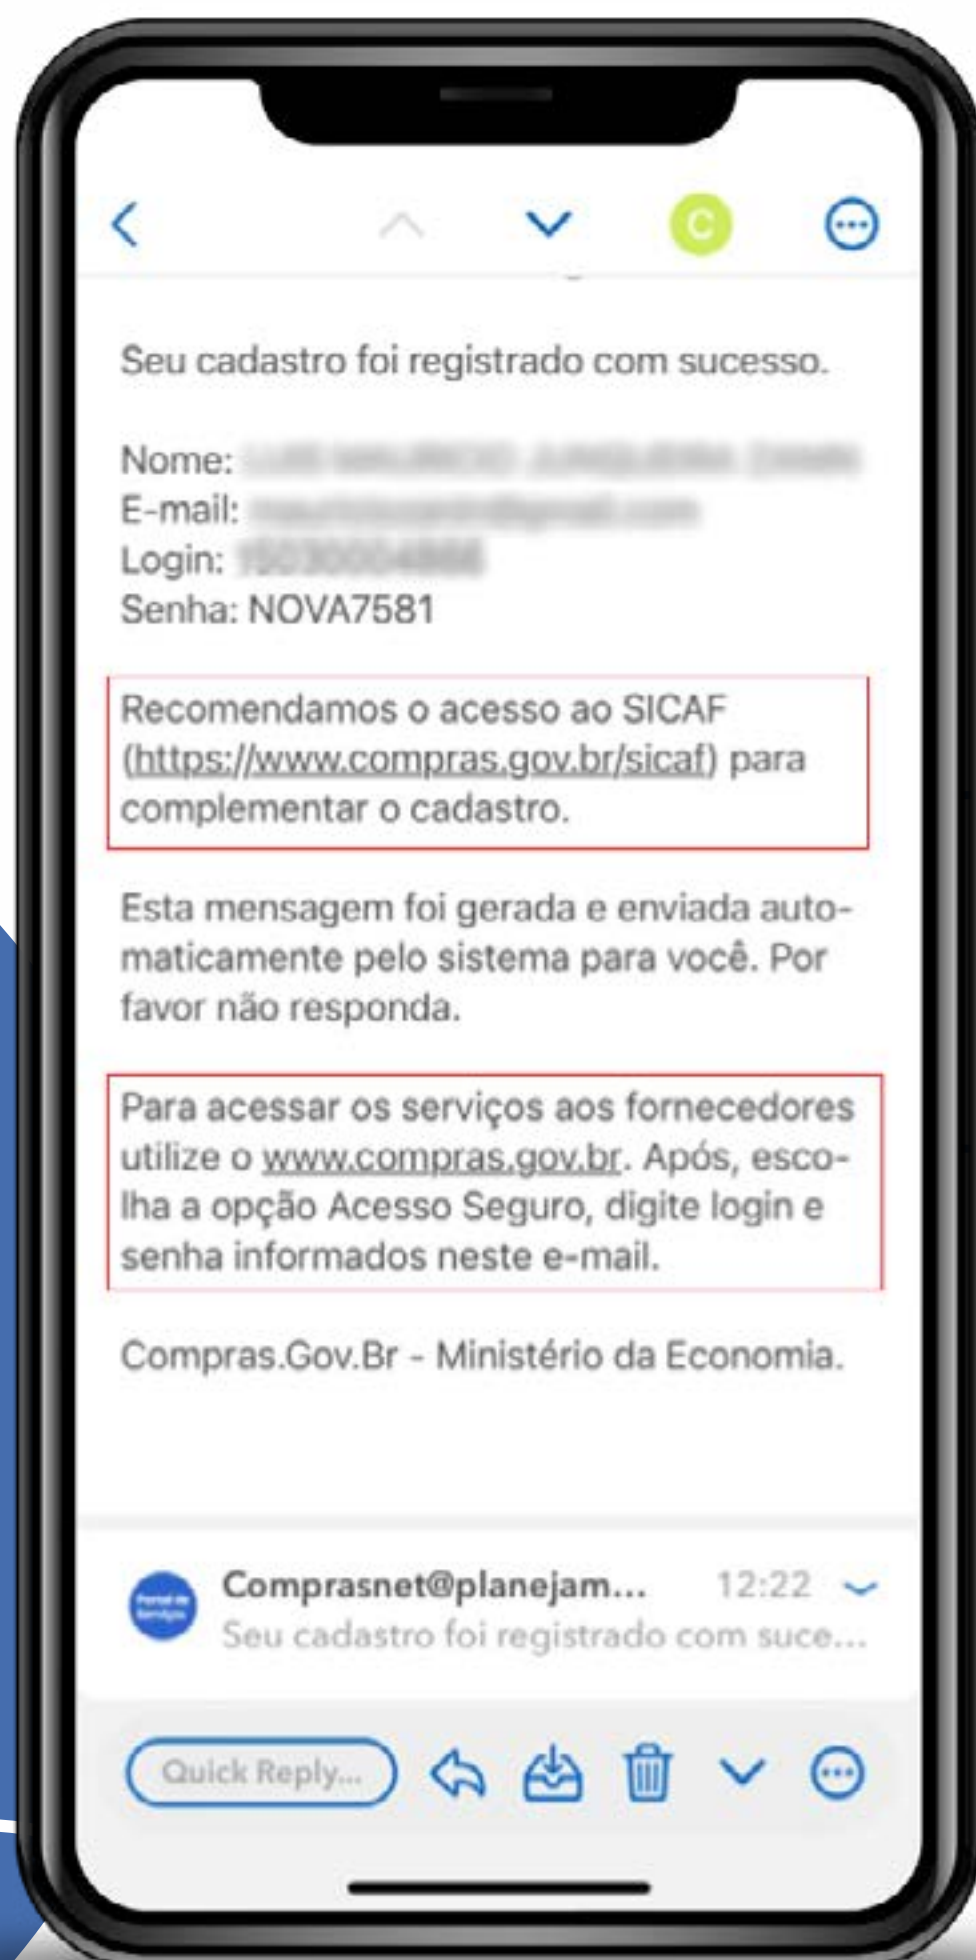 C
Seu cadastro foi registrado com sucesso.
Nome:
E-mail:
Login:
Senha: NOVA7581
Recomendamos o acesso ao SICAF
(https://www.compras.gov.br/sicaf) para
complementar o cadastro.
Esta mensagem foi gerada e enviada auto-
maticamente pelo sistema para você. Por
favor não responda.
Para acessar os serviços aos fornecedores
utilize o www.compras.gov.br. Após, esco-
lha a opção Acesso Seguro, digite login e
senha informados neste e-mail.
Compras.Gov.Br - Ministério da Economia.
Portal de
Serviços
Comprasnet@planejam... 12:22
Seu cadastro foi registrado com suce...
Quick Reply...